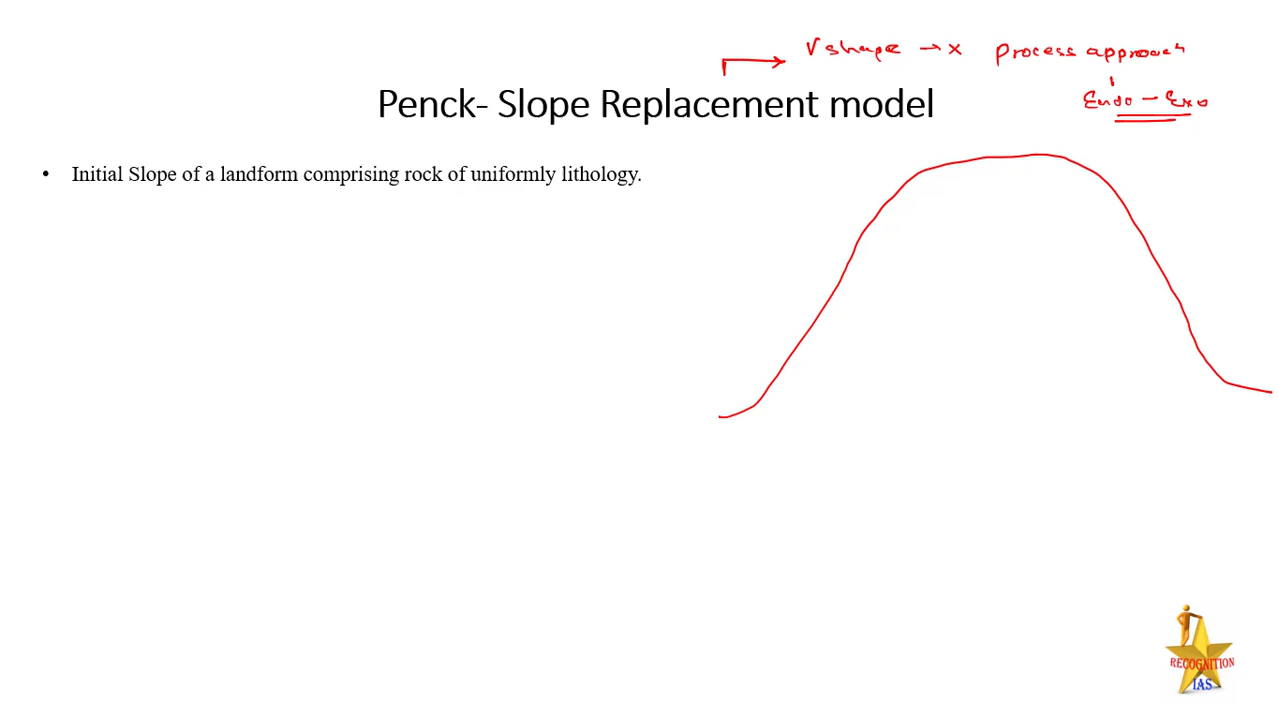 V shape → x Process approach
Endo - Exo
Penck- Slope Replacement model
• Initial Slope of a landform comprising rock of uniformly lithology.
RECOGNITION
IAS